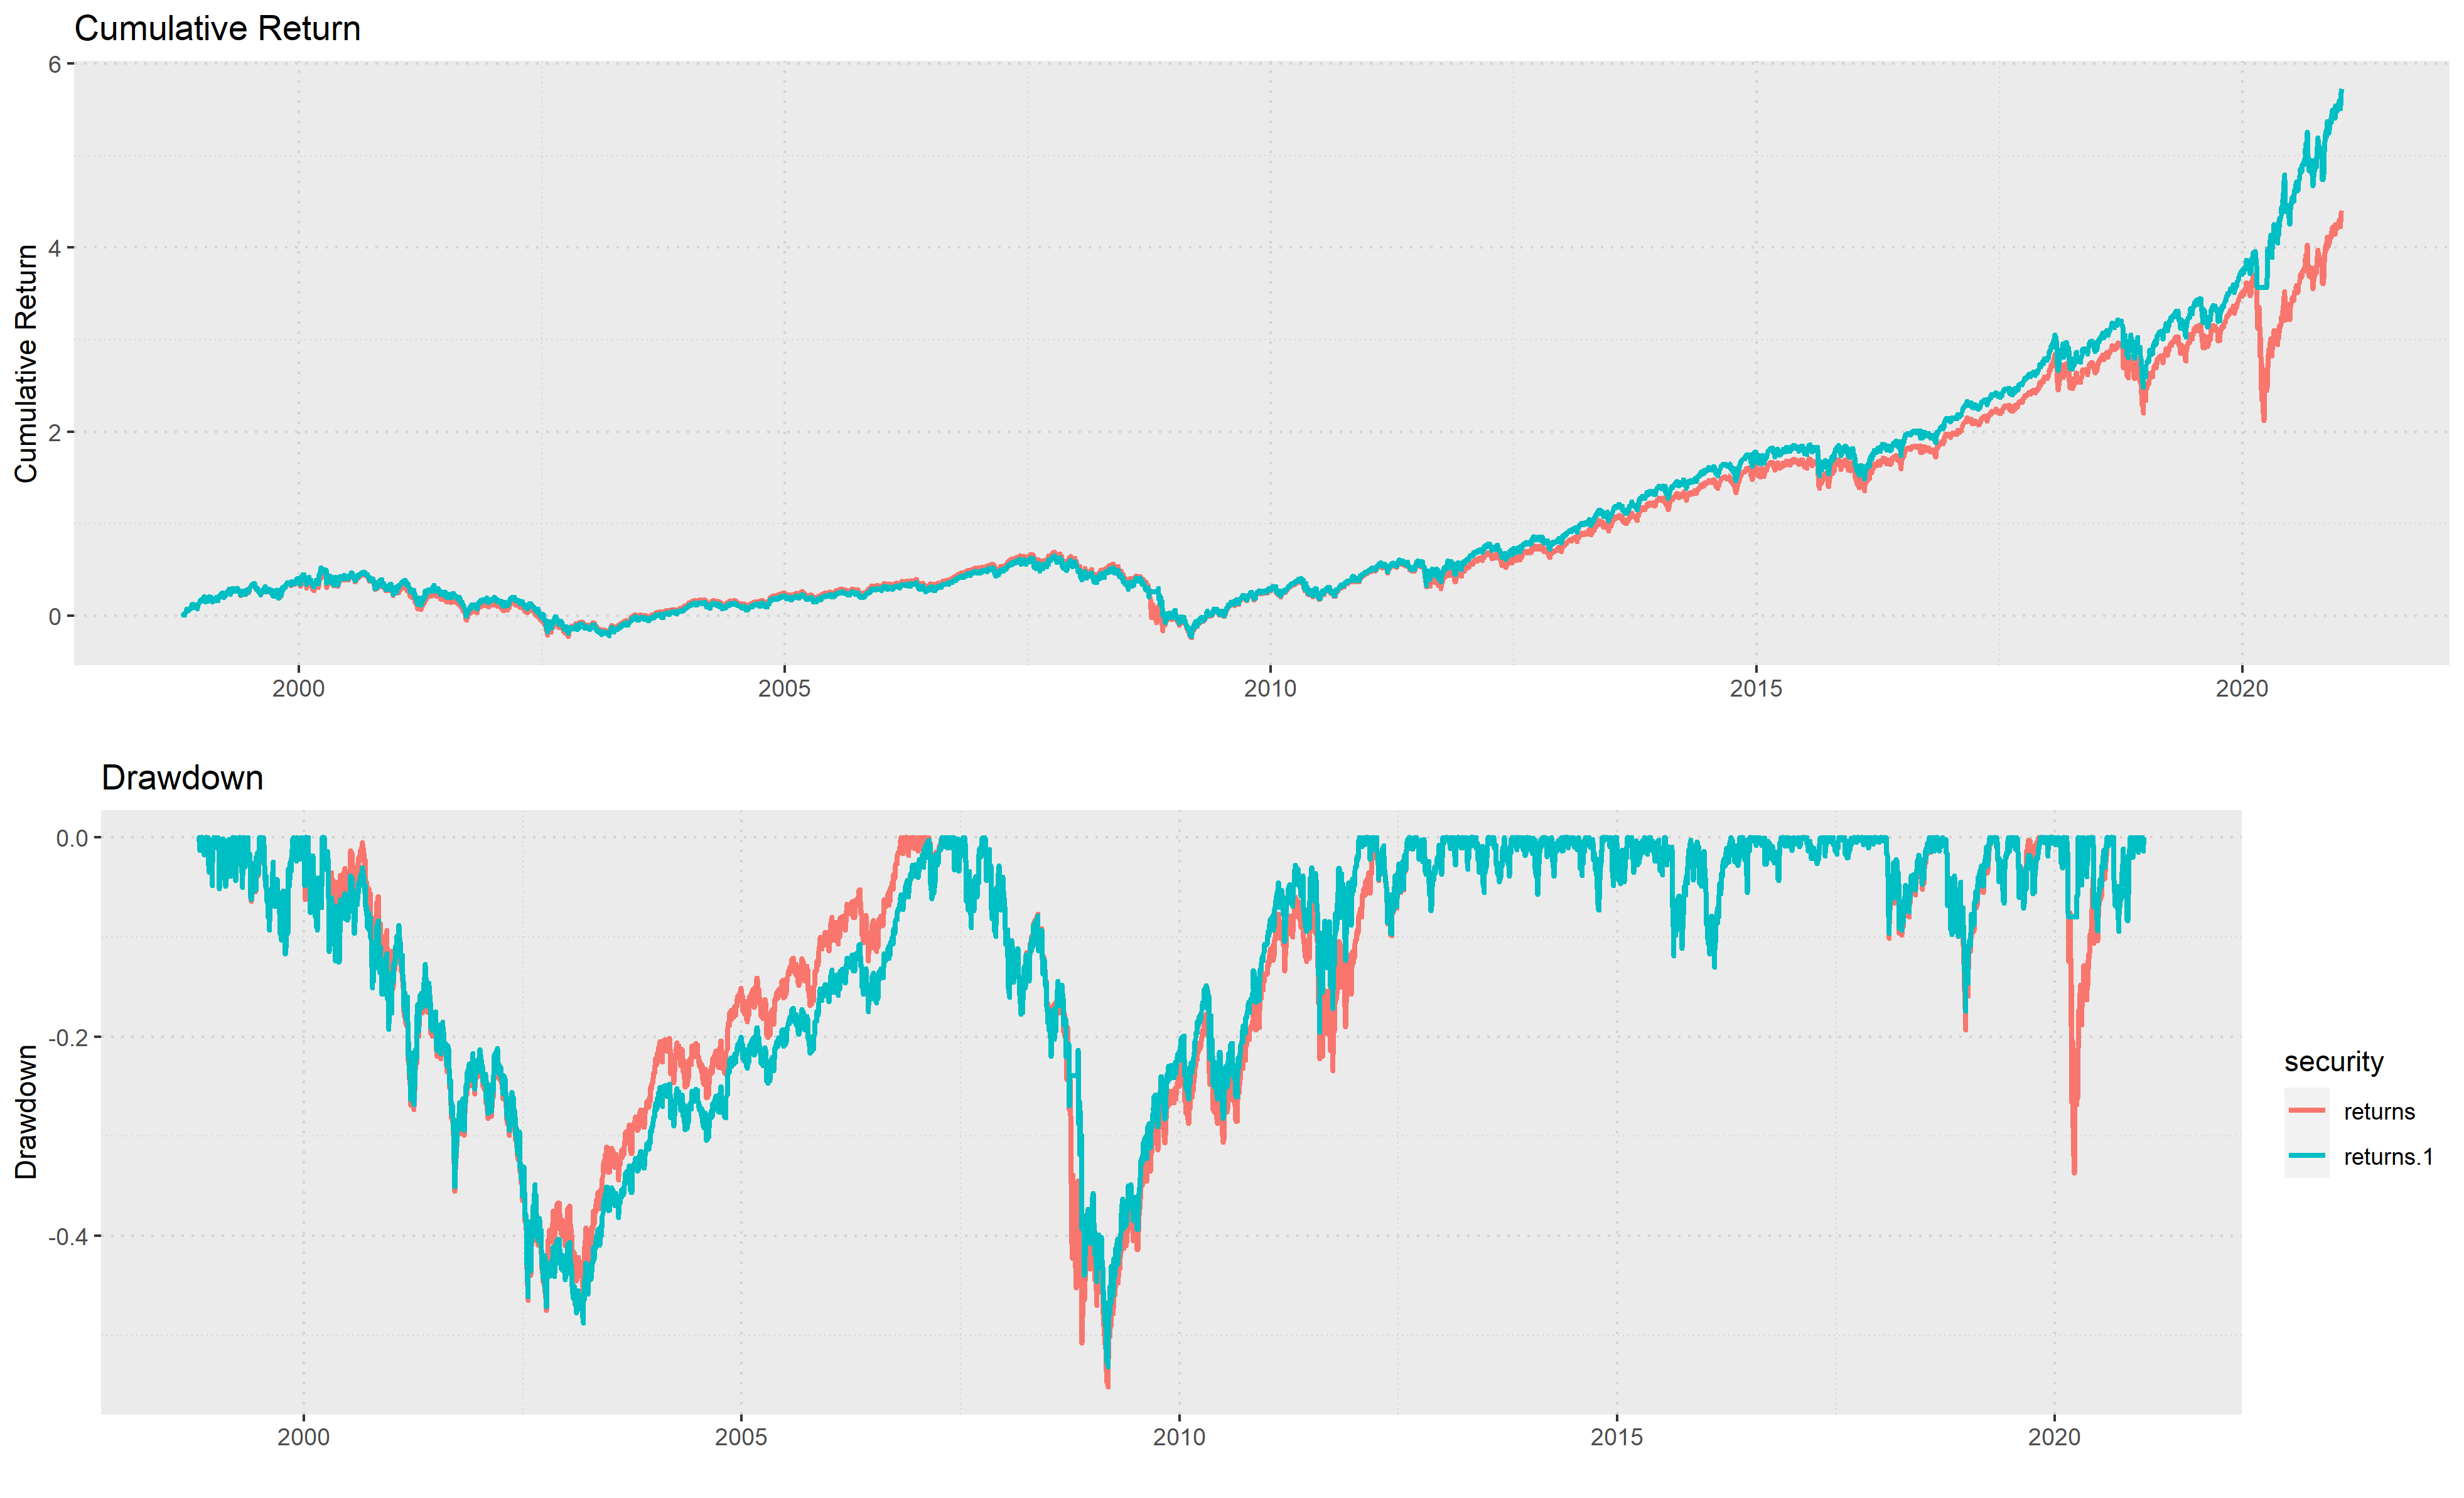 Cumulative Return
Cumulative Return
6
4
2
0
2000 2005 2010 2015 2020
Drawdown
Drawdown
0.0
-0.2
-0.4
2000 2005 2010 2015 2020
security
returns
returns.1